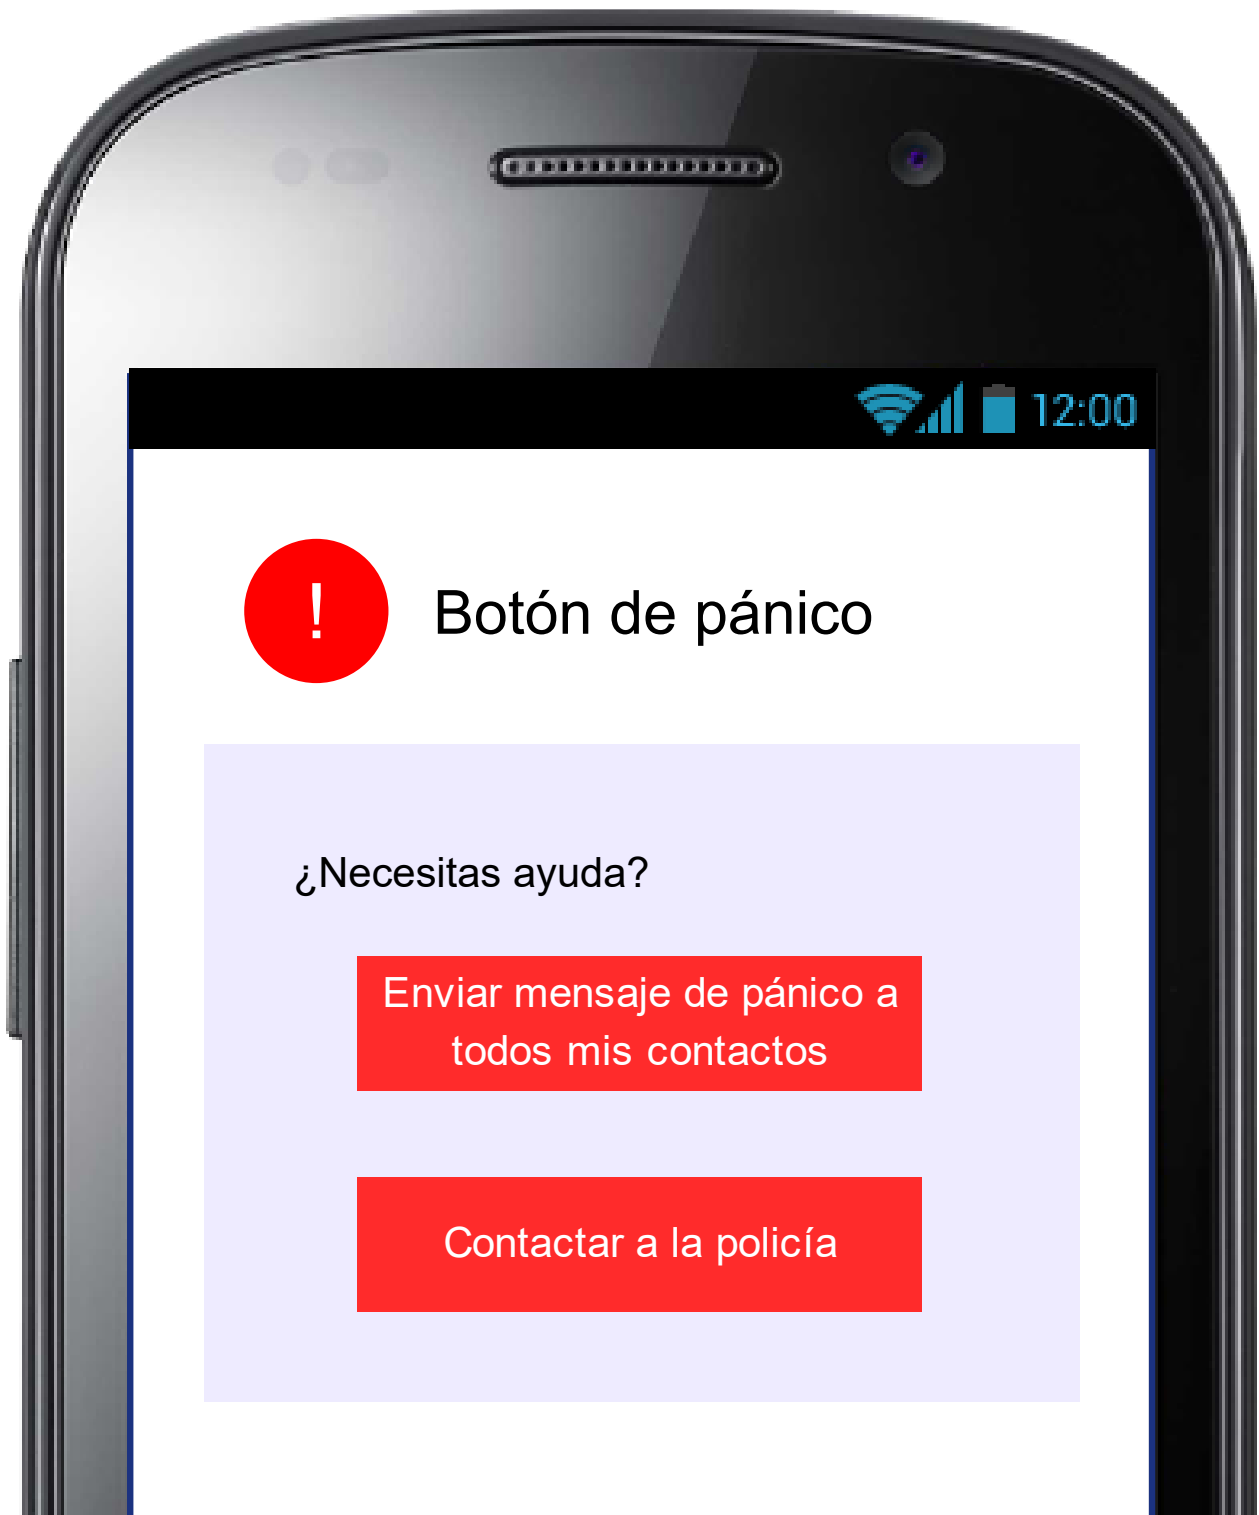 12:00
!
Botón de pánico
¿Necesitas ayuda?
Enviar mensaje de pánico a
todos mis contactos
Contactar a la policía